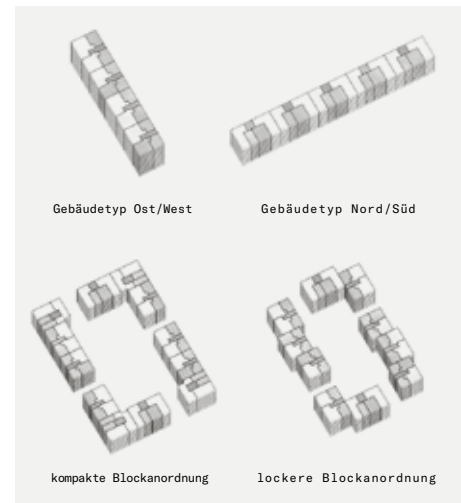 Gebäudetyp Ost/West
Gebäudetyp Nord/Süd
kompakte Blockanordnung
lockere Blockanordnung